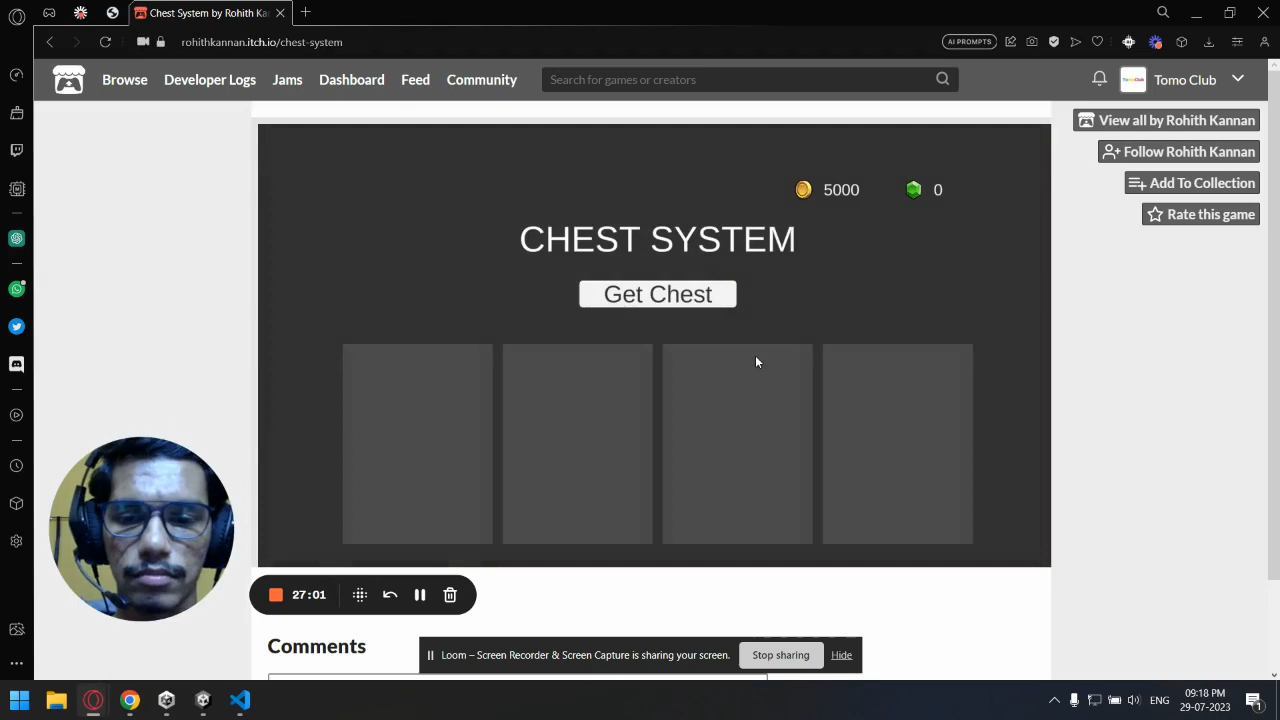 Chest System by Rohith Ka
rohithkannan.itch.io/chest-system
AI PROMPTS
Browse
Developer Logs
Jams
Dashboard
Feed
Community
Search for games or creators
Tomo Club
View all by Rohith Kannan
Follow Rohith Kannan
Add To Collection
Rate this game
5000
0
CHEST SYSTEM
Get Chest
27:01
Comments
Loom – Screen Recorder & Screen Capture is sharing your screen.
Stop sharing
Hide
ENG
09:18 PM
29-07-2023
1